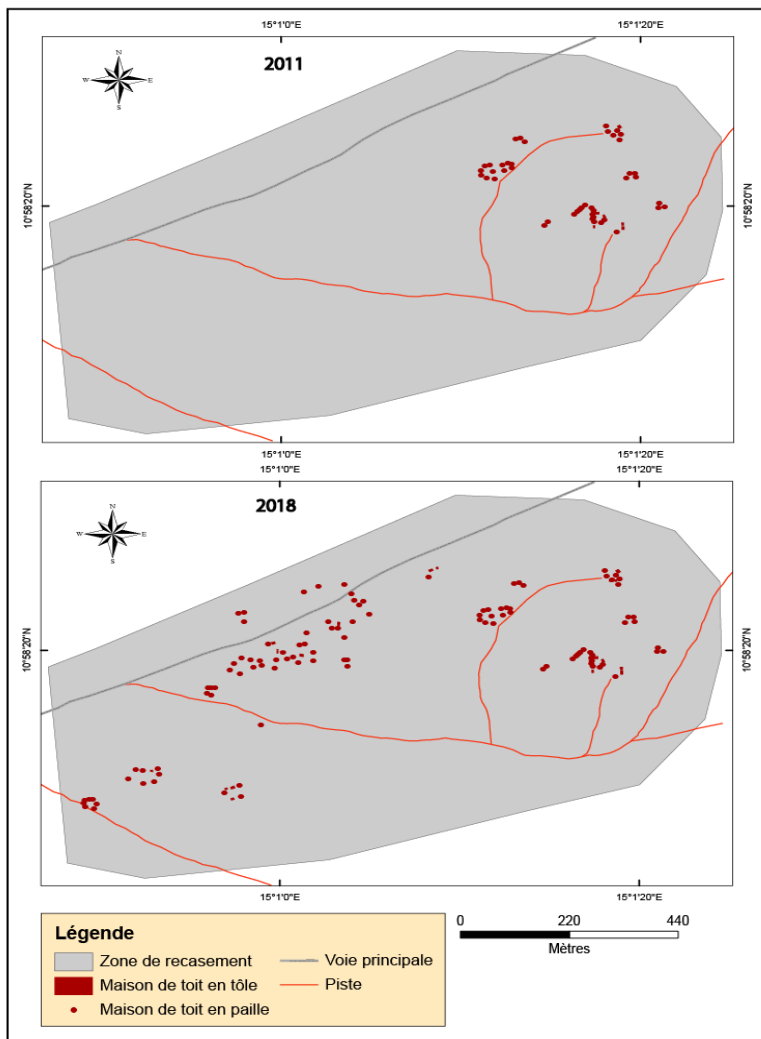 15°1'0"E 15°1'20"E
2011
N
W E
S
10°58'20"N 10°58'20"N
15°1'0"E 15°1'20"E
15°1'0"E 15°1'20"E
2018
N
W E
S
10°58'20"N 10°58'20"N
15°1'0"E 15°1'20"E
Légende
Zone de recasement
Maison de toit en tôle
Maison de toit en paille
Voie principale
Piste
0 220 440
Mètres